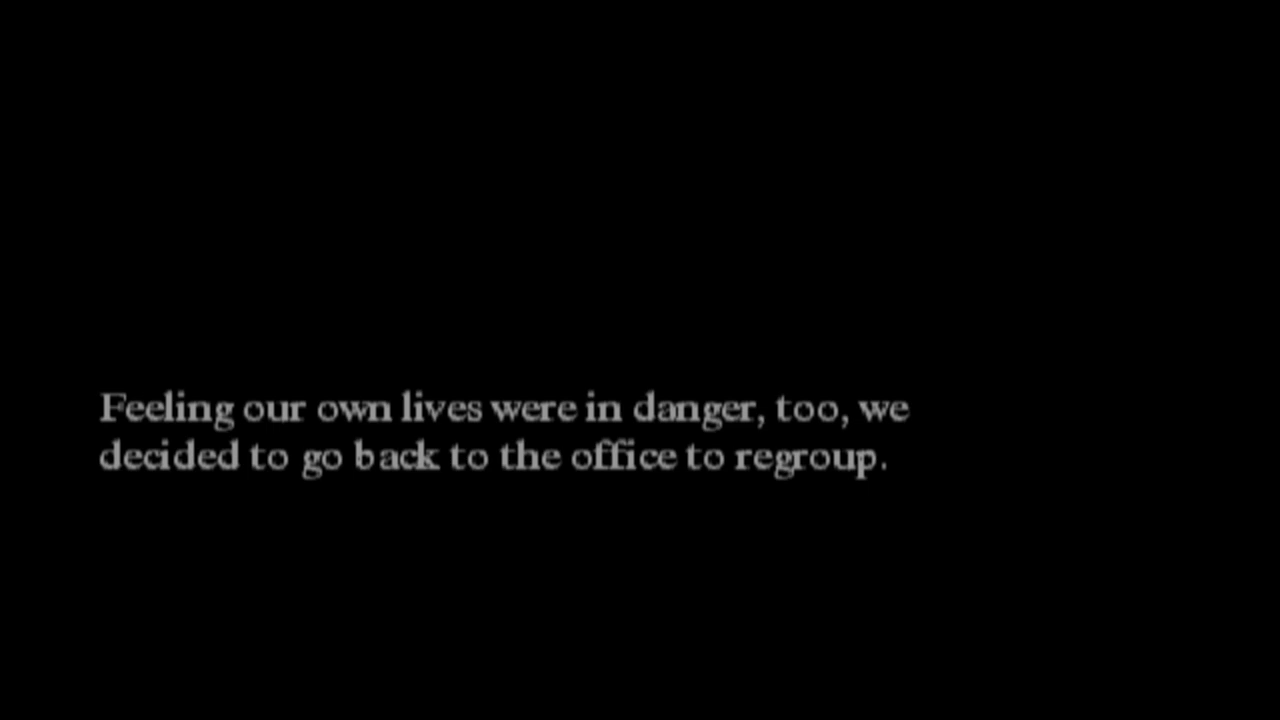 Feeling our own lives were in danger, too, we
decided to go back to the office to regroup.